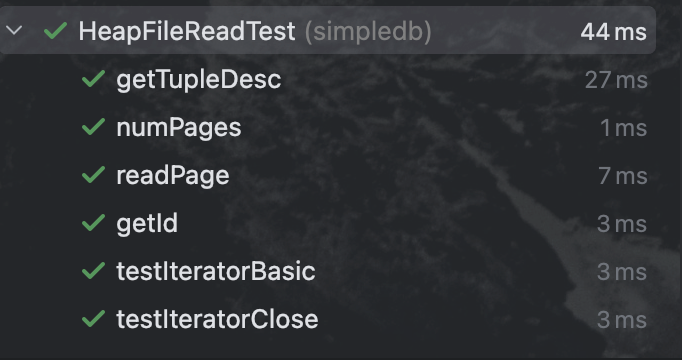 HeapFileReadTest (simpledb) 44 ms
getTupleDesc 27 ms
numPages 1 ms
readPage 7 ms
getId 3 ms
testIteratorBasic 3 ms
testIteratorClose 3 ms